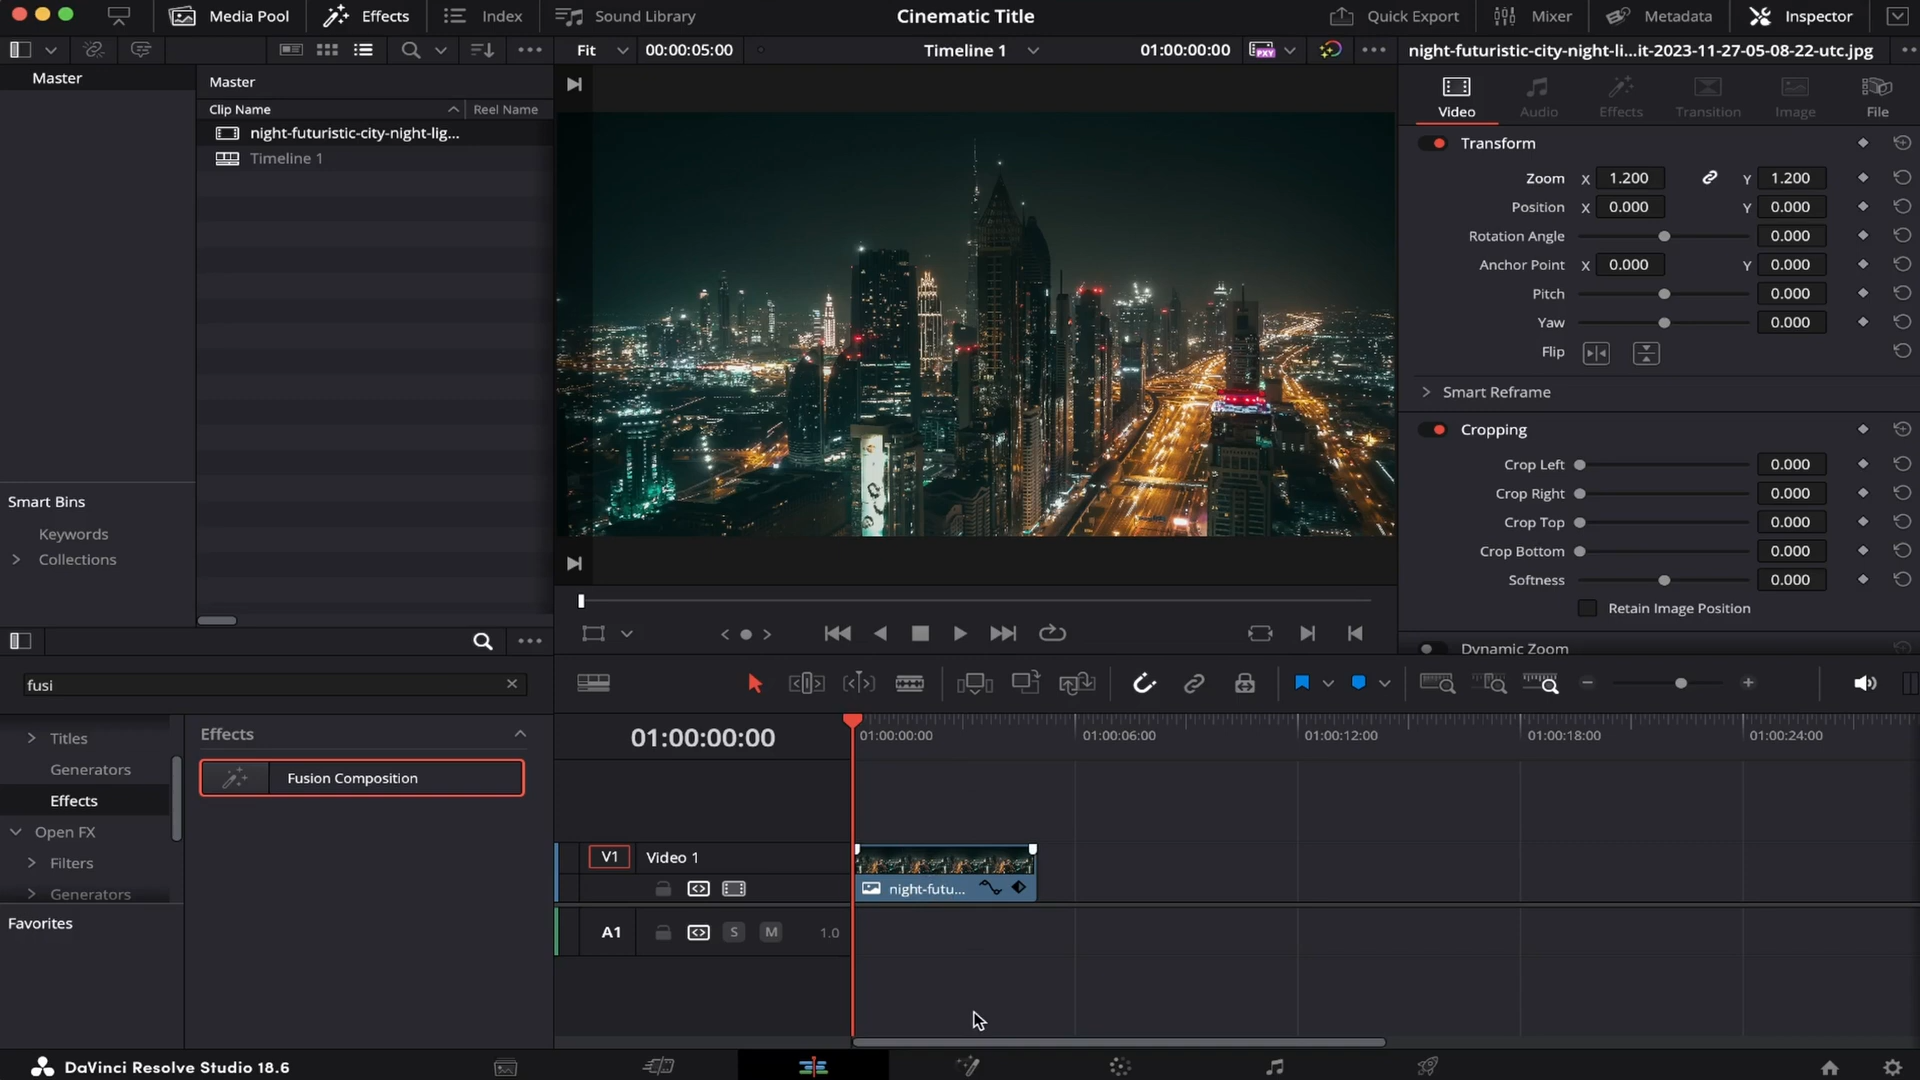 Media Pool
Effects
Index
Sound Library
Cinematic Title
Quick Export
Mixer
Metadata
Inspector
Fit
00:00:05:00
Timeline 1
01:00:00:00
PXY
night-futuristic-city-night-li...it-2023-11-27-05-08-22-utc.jpg
Master
Master
Clip Name
Reel Name
night-futuristic-city-night-lig...
Timeline 1
Smart Bins
Keywords
Collections
Video
Audio
Effects
Transition
Image
File
Transform
Zoom X 1.200 Y 1.200
Position X 0.000 Y 0.000
Rotation Angle 0.000
Anchor Point X 0.000 Y 0.000
Pitch 0.000
Yaw 0.000
Flip
Smart Reframe
Cropping
Crop Left 0.000
Crop Right 0.000
Crop Top 0.000
Crop Bottom 0.000
Softness 0.000
Retain Image Position
Dynamic Zoom
fusi
Titles
Generators
Effects
Open FX
Filters
Generators
Favorites
Effects
Fusion Composition
01:00:00:00
01:00:00:00
01:00:06:00
01:00:12:00
01:00:18:00
01:00:24:00
V1
Video 1
night-futu...
A1
S
M
1.0
DaVinci Resolve Studio 18.6